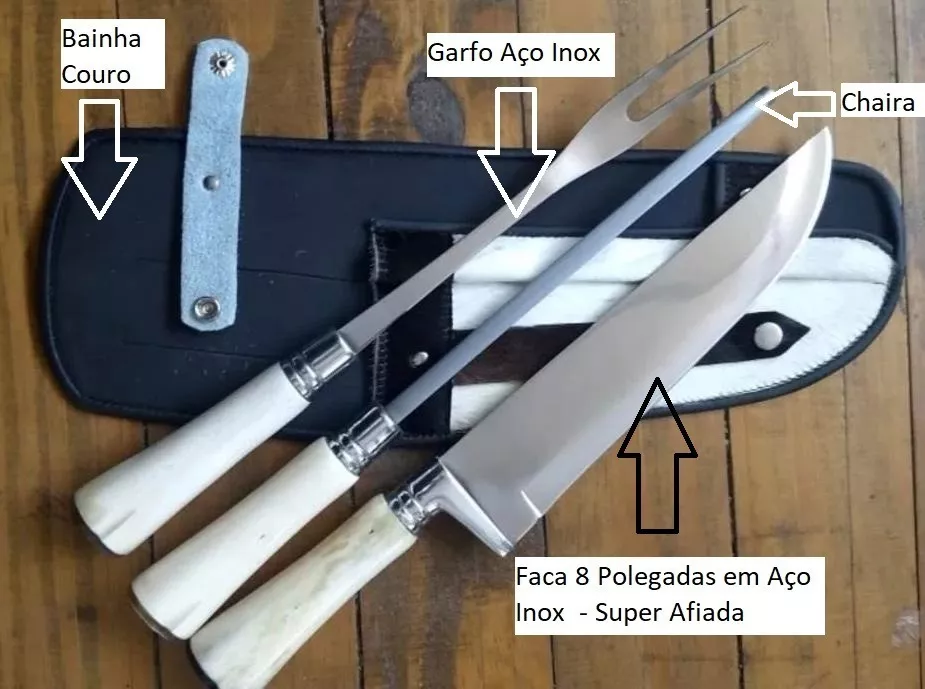 Bainha
Couro
Garfo Aço Inox
Chaira
Faca 8 Polegadas em Aço
Inox - Super Afiada